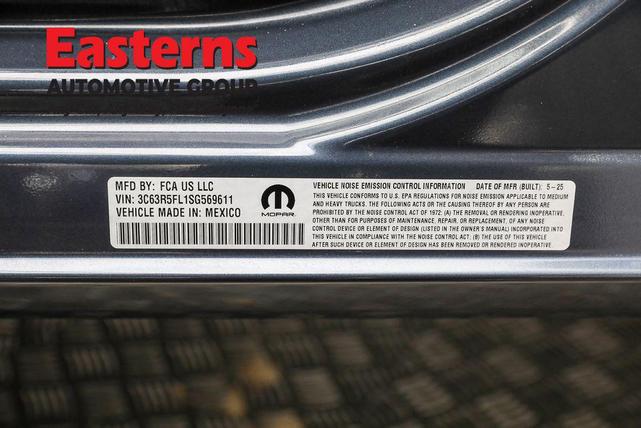 Easterns
AUTOMOTIVE GROUP
MFD BY: FCA US LLC
VIN: 3C63R5FL1SG569611
VEHICLE MADE IN: MEXICO
MOPAR
VEHICLE NOISE EMISSION CONTROL INFORMATION DATE OF MFR (BUILT): 5-25
THIS VEHICLE CONFORMS TO U.S. EPA REGULATIONS FOR NOISE EMISSION APPLICABLE TO MEDIUM
AND HEAVY TRUCKS. THE FOLLOWING ACTS OR THE CAUSING THEREOF BY ANY PERSON ARE
PROHIBITED BY THE NOISE CONTROL ACT OF 1972: (A) THE REMOVAL OR RENDERING INOPERATIVE,
OTHER THAN FOR PURPOSES OF MAINTENANCE, REPAIR, OR REPLACEMENT, OF ANY NOISE
CONTROL DEVICE OR ELEMENT OF DESIGN (LISTED IN THE OWNER'S MANUAL) INCORPORATED INTO
THIS VEHICLE IN COMPLIANCE WITH THE NOISE CONTROL ACT; (B) THE USE OF THIS VEHICLE
AFTER SUCH DEVICE OR ELEMENT OF DESIGN HAS BEEN REMOVED OR RENDERED INOPERATIVE.